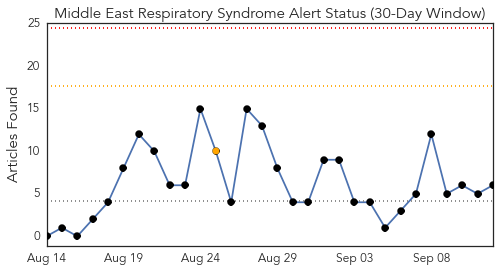 Middle East Respiratory Syndrome Alert Status (30-Day Window)
25
20
15
10
5
0
Articles Found
Aug 14 Aug 19 Aug 24 Aug 29 Sep 03 Sep 08